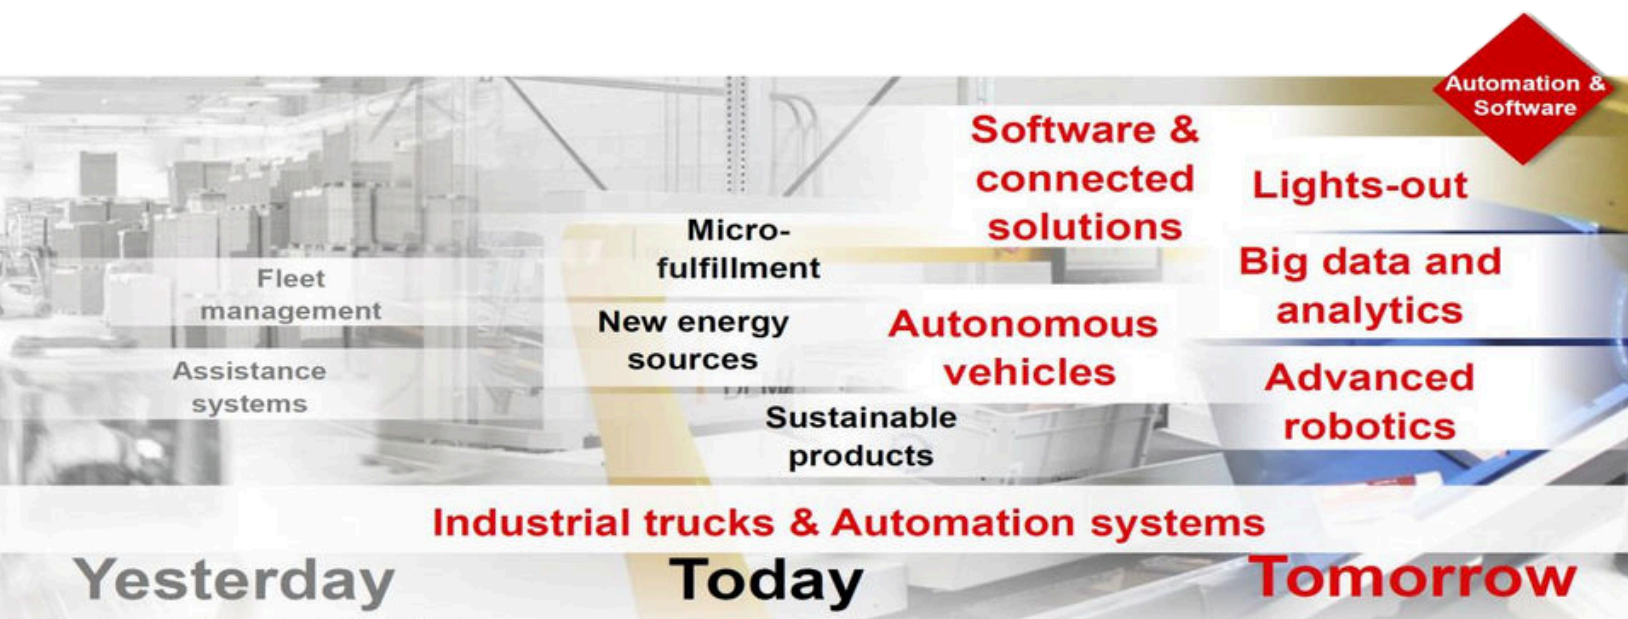 Automation &
Software
Software &
connected
solutions
Lights-out
Micro-
fulfillment
Big data and
analytics
Fleet
management
New energy
sources
Autonomous
vehicles
Assistance
systems
Advanced
robotics
Sustainable
products
Industrial trucks & Automation systems
Yesterday
Today
Tomorrow